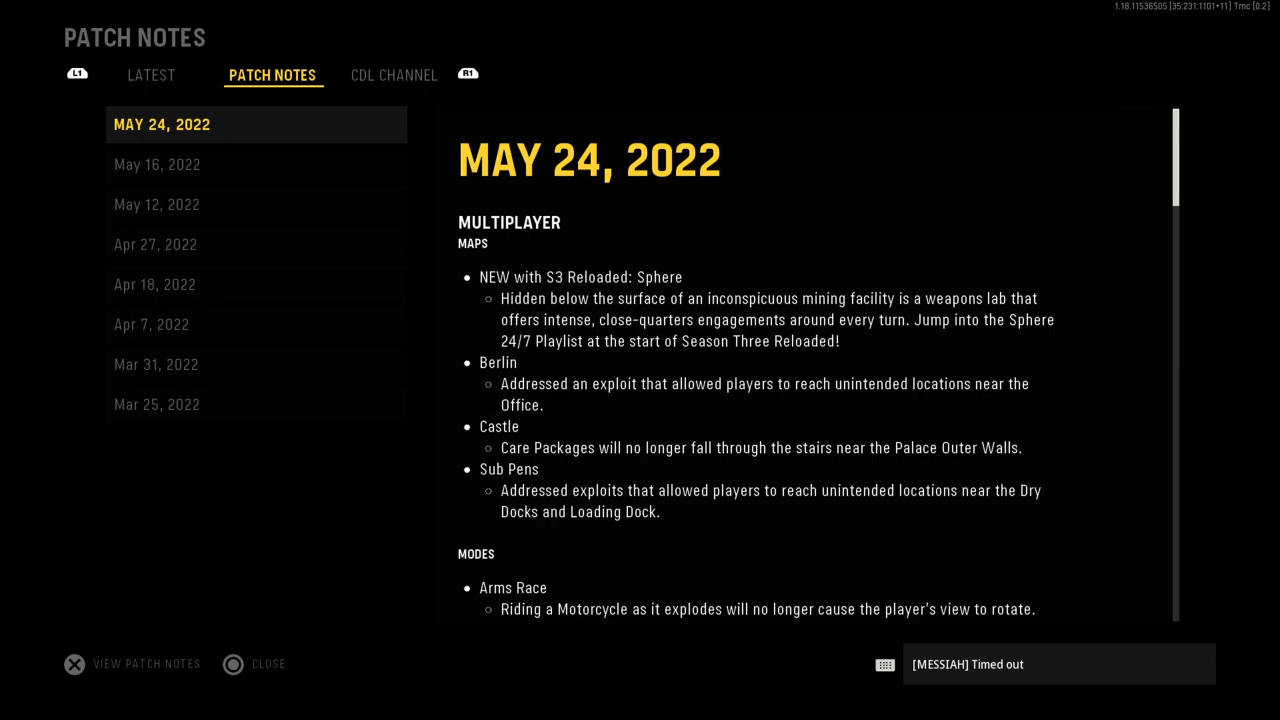 1.18.11536505 [35:231:1101+11] Tmc [0.2]
PATCH NOTES
L1 LATEST PATCH NOTES CDL CHANNEL R1
MAY 24, 2022
May 16, 2022
May 12, 2022
Apr 27, 2022
Apr 18, 2022
Apr 7, 2022
Mar 31, 2022
Mar 25, 2022
MAY 24, 2022
MULTIPLAYER
MAPS
• NEW with S3 Reloaded: Sphere
○ Hidden below the surface of an inconspicuous mining facility is a weapons lab that
offers intense, close-quarters engagements around every turn. Jump into the Sphere
24/7 Playlist at the start of Season Three Reloaded!
• Berlin
○ Addressed an exploit that allowed players to reach unintended locations near the
Office.
• Castle
○ Care Packages will no longer fall through the stairs near the Palace Outer Walls.
• Sub Pens
○ Addressed exploits that allowed players to reach unintended locations near the Dry
Docks and Loading Dock.
MODES
• Arms Race
○ Riding a Motorcycle as it explodes will no longer cause the player's view to rotate.
VIEW PATCH NOTES CLOSE
[MESSIAH] Timed out